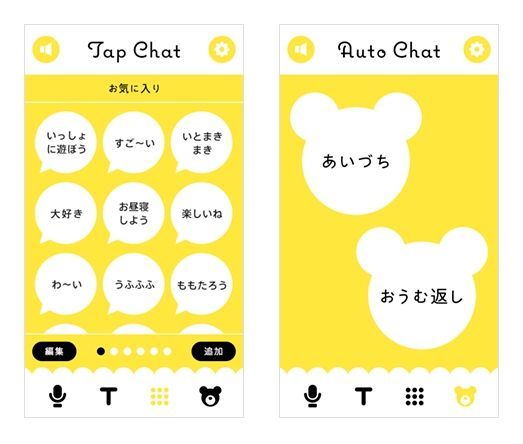 Tap Chat
お気に入り
いっしょ
に遊ぼう
すご〜い
いとまき
まき
大好き
お昼寝
しよう
楽しいね
わ〜い
うふふふ
ももたろう
編集
追加
T
Auto Chat
あいづち
おうむ返し
T